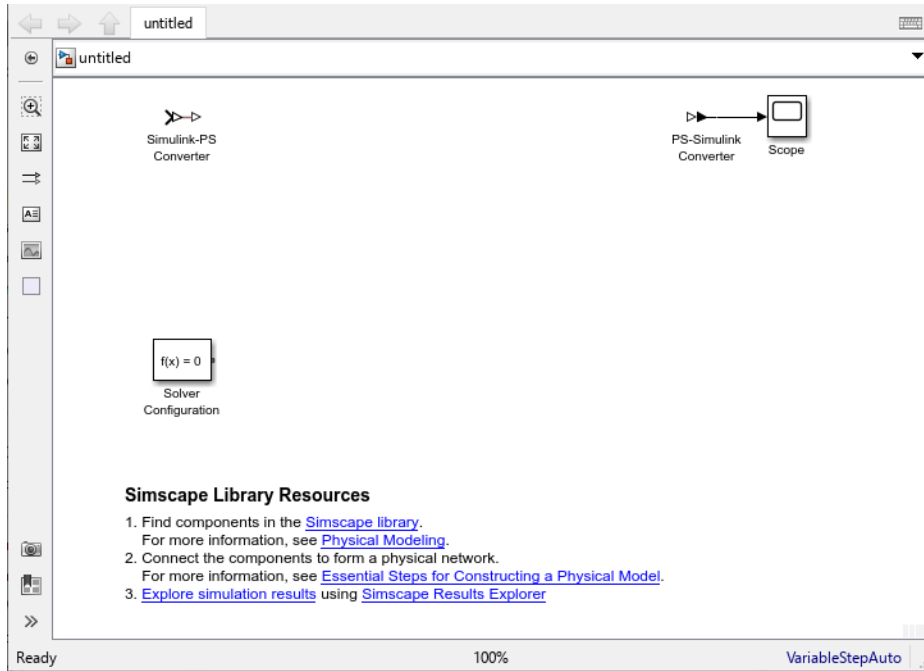 untitled
untitled
Simulink-PS
Converter
PS-Simulink
Converter
Scope
f(x) = 0
Solver
Configuration
Simscape Library Resources
1. Find components in the Simscape library.
For more information, see Physical Modeling.
2. Connect the components to form a physical network.
For more information, see Essential Steps for Constructing a Physical Model.
3. Explore simulation results using Simscape Results Explorer
Ready
100%
VariableStepAuto